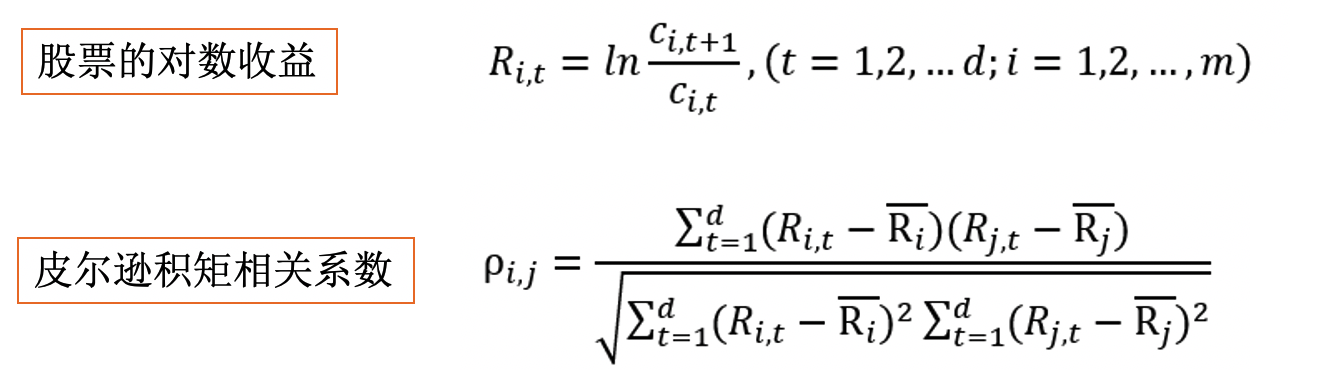 股票的对数收益 R_{i,t} = ln \frac{c_{i,t+1}}{c_{i,t}}, (t = 1,2, … d; i = 1,2, …, m)
皮尔逊积矩相关系数 ρ_{i,j} = \frac{\sum_{t=1}^{d}(R_{i,t} − \overline{R_i})(R_{j,t} − \overline{R_j})}{\sqrt{\sum_{t=1}^{d}(R_{i,t} − \overline{R_i})^2 \sum_{t=1}^{d}(R_{j,t} − \overline{R_j})^2}}